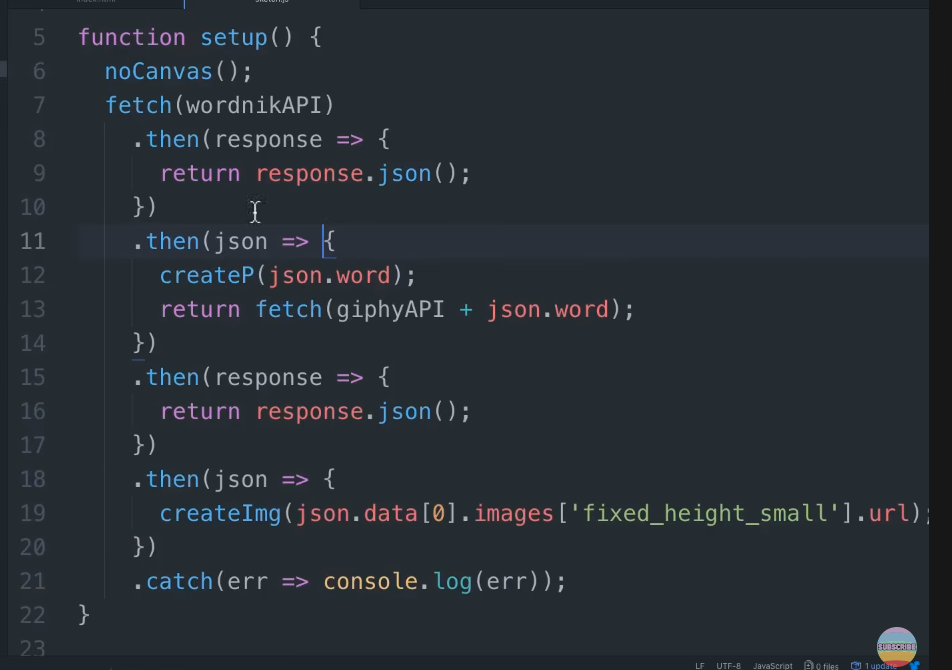 5 function setup() {
6 noCanvas();
7 fetch(wordnikAPI)
8 .then(response => {
9 return response.json();
10 })
11 .then(json => {
12 createP(json.word);
13 return fetch(giphyAPI + json.word);
14 })
15 .then(response => {
16 return response.json();
17 })
18 .then(json => {
19 createImg(json.data[0].images['fixed_height_small'].url);
20 })
21 .catch(err => console.log(err));
22 }
23
SUBSCRIBE
LF UTF-8 JavaScript 0 files 1 update